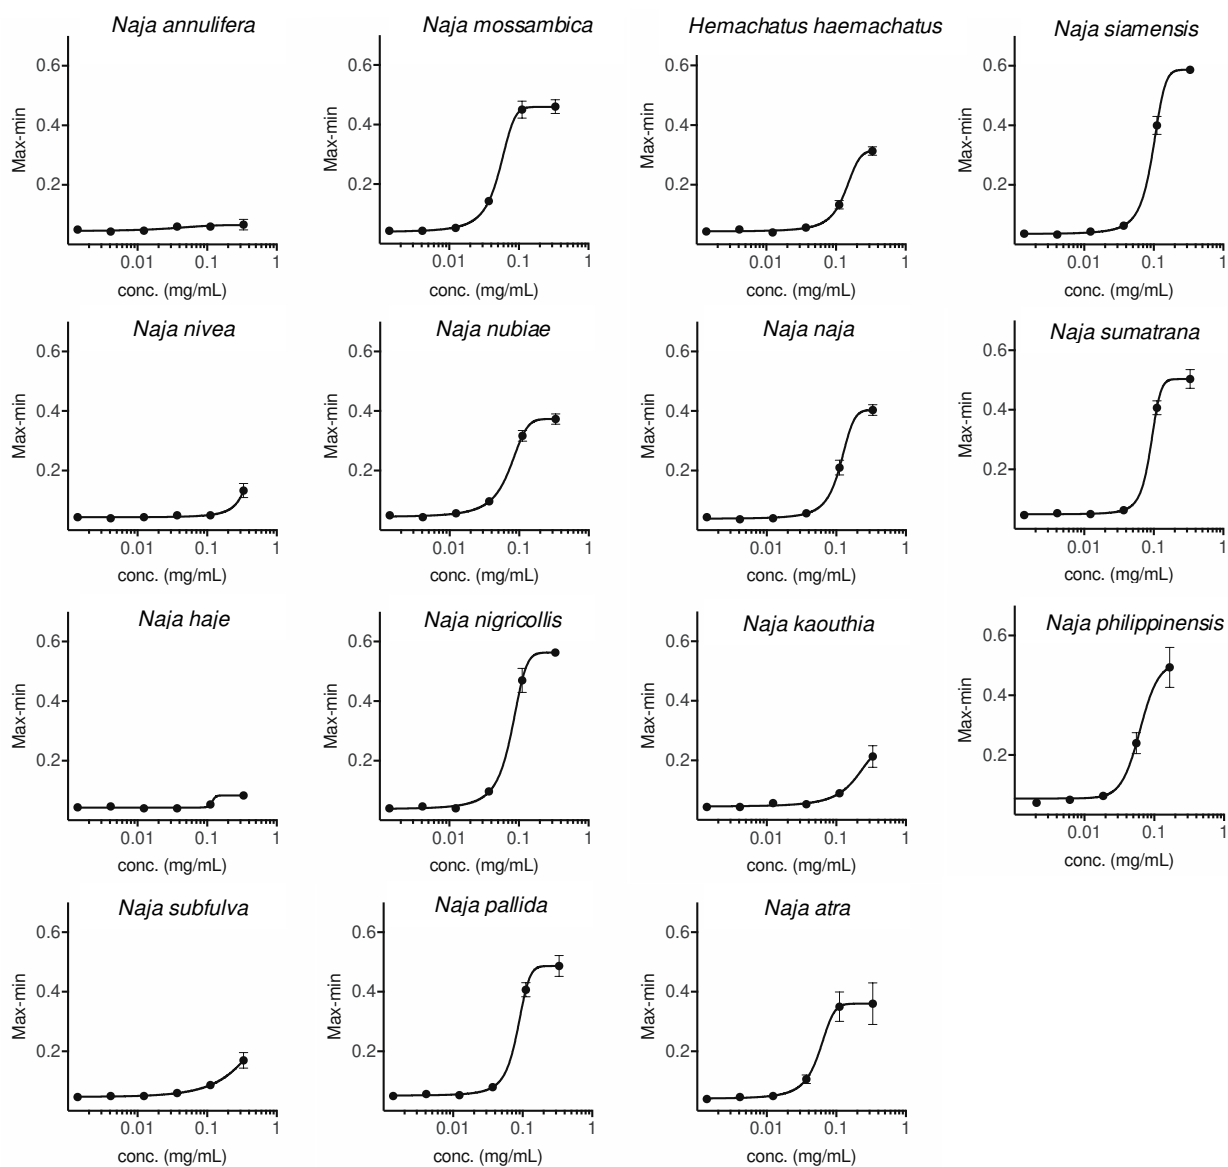 Naja annulifera
Naja mossambica
Hemachatus haemachatus
Naja siamensis
0.6
0.4
0.2
Max-min
0.01
0.1
1
conc. (mg/mL)
0.6
0.4
0.2
Max-min
0.01
0.1
1
conc. (mg/mL)
0.6
0.4
0.2
Max-min
0.01
0.1
1
conc. (mg/mL)
0.6
0.4
0.2
Max-min
0.01
0.1
1
conc. (mg/mL)
Naja nivea
Naja nubiae
Naja naja
Naja sumatrana
0.6
0.4
0.2
Max-min
0.01
0.1
1
conc. (mg/mL)
0.6
0.4
0.2
Max-min
0.01
0.1
1
conc. (mg/mL)
0.6
0.4
0.2
Max-min
0.01
0.1
1
conc. (mg/mL)
0.6
0.4
0.2
Max-min
0.01
0.1
1
conc. (mg/mL)
Naja haje
Naja nigricollis
Naja kaouthia
Naja philippinensis
0.6
0.4
0.2
Max-min
0.01
0.1
1
conc. (mg/mL)
0.6
0.4
0.2
Max-min
0.01
0.1
1
conc. (mg/mL)
0.6
0.4
0.2
Max-min
0.01
0.1
1
conc. (mg/mL)
0.6
0.4
0.2
Max-min
0.01
0.1
1
conc. (mg/mL)
Naja subfulva
Naja pallida
Naja atra
0.6
0.4
0.2
Max-min
0.01
0.1
1
conc. (mg/mL)
0.6
0.4
0.2
Max-min
0.01
0.1
1
conc. (mg/mL)
0.6
0.4
0.2
Max-min
0.01
0.1
1
conc. (mg/mL)